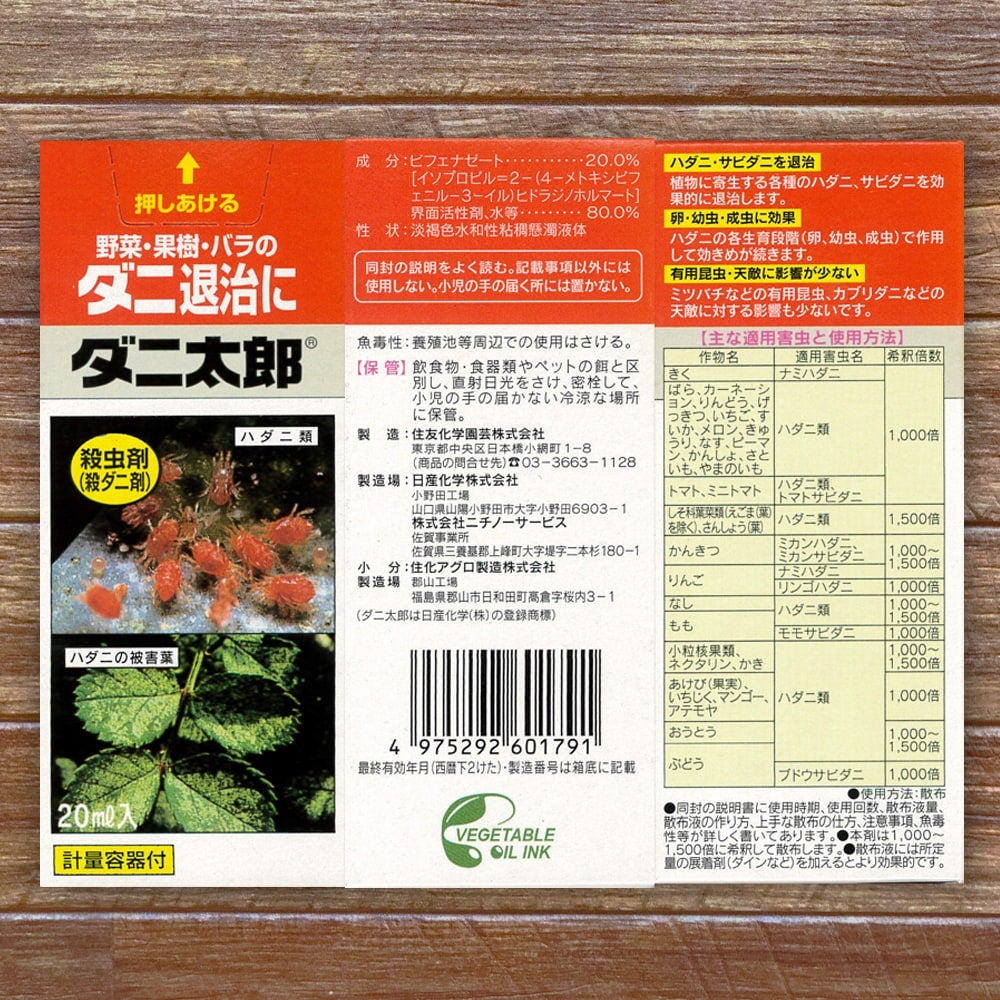 押しあける
野菜・果樹・バラの
ダニ退治に
ダニ太郎®
ハダニ類
殺虫剤
(殺ダニ剤)
ハダニの被害葉
20mℓ入
計量容器付
成 分:ビフェナゼート………………20.0%
[イソプロピル=2-(4-メトキシビフ
ェニル-3-イル)ヒドラジノホルマート]
界面活性剤、水等………80.0%
性 状:淡褐色水和性粘稠懸濁液体
同封の説明をよく読む。記載事項以外には
使用しない。小児の手の届く所には置かない。
魚毒性:養殖池等周辺での使用はさける。
【保 管】飲食物・食器類やペットの餌と区
別し、直射日光をさけ、密栓して、
小児の手の届かない冷涼な場所
に保管。
製 造:住友化学園芸株式会社
東京都中央区日本橋小網町1-8
(商品の問合せ先)☎03-3663-1128
製造場:日産化学株式会社
小野田工場
山口県山陽小野田市大字小野田6903-1
株式会社ニチノーサービス
佐賀事業所
佐賀県三養基郡上峰町大字堤字二本杉180-1
小 分:住化アグロ製造株式会社
製造場 郡山工場
福島県郡山市日和田町高倉字桜内3-1
(ダニ太郎は日産化学(株)の登録商標)
4 975292 601791
最終有効年月(西暦下2けた)・製造番号は箱底に記載
VEGETABLE
OIL INK
ハダニ・サビダニを退治
植物に寄生する各種のハダニ、サビダニを効
果的に退治します。
卵・幼虫・成虫に効果
ハダニの各生育段階(卵、幼虫、成虫)で作用
して効きめが続きます。
有用昆虫・天敵に影響が少ない
ミツバチなどの有用昆虫、カブリダニなどの
天敵に対する影響も少ないです。
【主な適用害虫と使用方法】
作物名 適用害虫名 希釈倍数
きく ナミハダニ
ばら、カーネーシ
ョン、りんどう、げ
っきつ、いちご、す
いか、メロン、きゅ
うり、なす、ピーマ
ン、かんしょ、さと
いも、やまのいも
ハダニ類
1,000倍
トマト、ミニトマト ハダニ類、
トマトサビダニ
しそ科葉菜類(えごま(葉)
を除く)、さんしょう(葉)
ハダニ類 1,500倍
かんきつ ミカンハダニ、
ミカンサビダニ
1,000〜
1,500倍
りんご ナミハダニ
リンゴハダニ 1,000倍
なし ハダニ類 1,000〜
1,500倍
もも モモサビダニ 1,000倍
小粒核果類、
ネクタリン、かき
1,000〜
1,500倍
あけび(果実)、
いちじく、マンゴー、
アテモヤ
ハダニ類 1,000倍
おうとう 1,000〜
1,500倍
ぶどう ブドウサビダニ 1,000倍
●使用方法:散布
●同封の説明書に使用時期、使用回数、散布液量、
散布液の作り方、上手な散布の仕方、注意事項、魚毒
性等が詳しく書いてあります。●本剤は1,000〜
1,500倍に希釈して散布します。●散布液には所定
量の展着剤(ダインなど)を加えるとより効果的です。